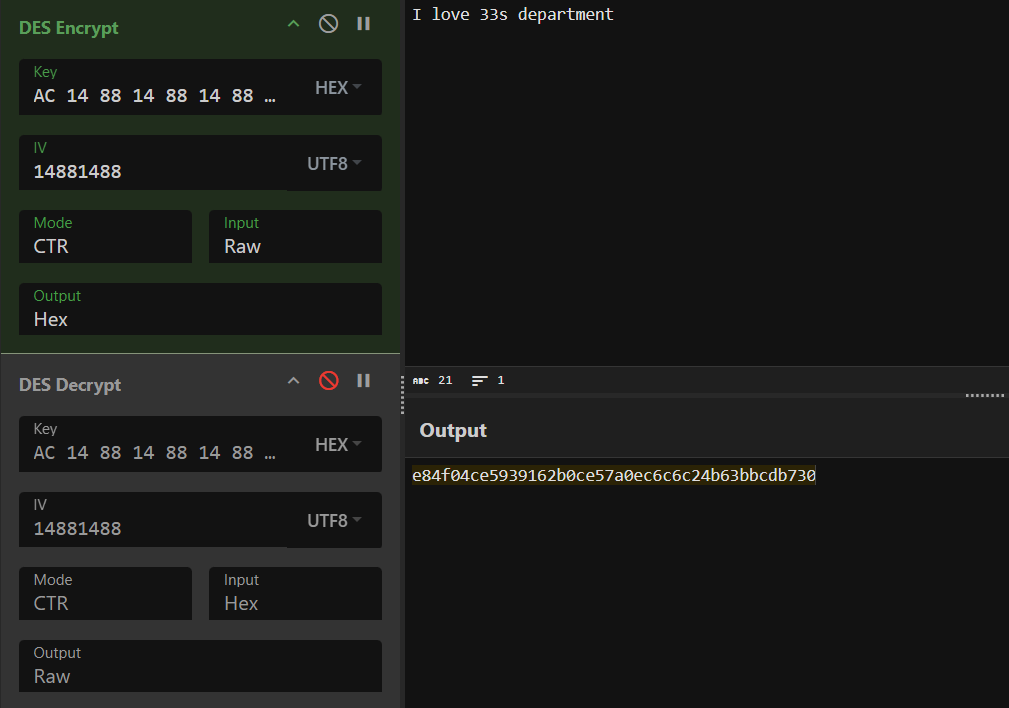 DES Encrypt
Key
AC 14 88 14 88 14 88 …
HEX
IV
14881488
UTF8
Mode
CTR
Input
Raw
Output
Hex
DES Decrypt
Key
AC 14 88 14 88 14 88 …
HEX
IV
14881488
UTF8
Mode
CTR
Input
Hex
Output
Raw
I love 33s department
ABC 21 1
Output
e84f04ce5939162b0ce57a0ec6c6c24b63bbcdb730